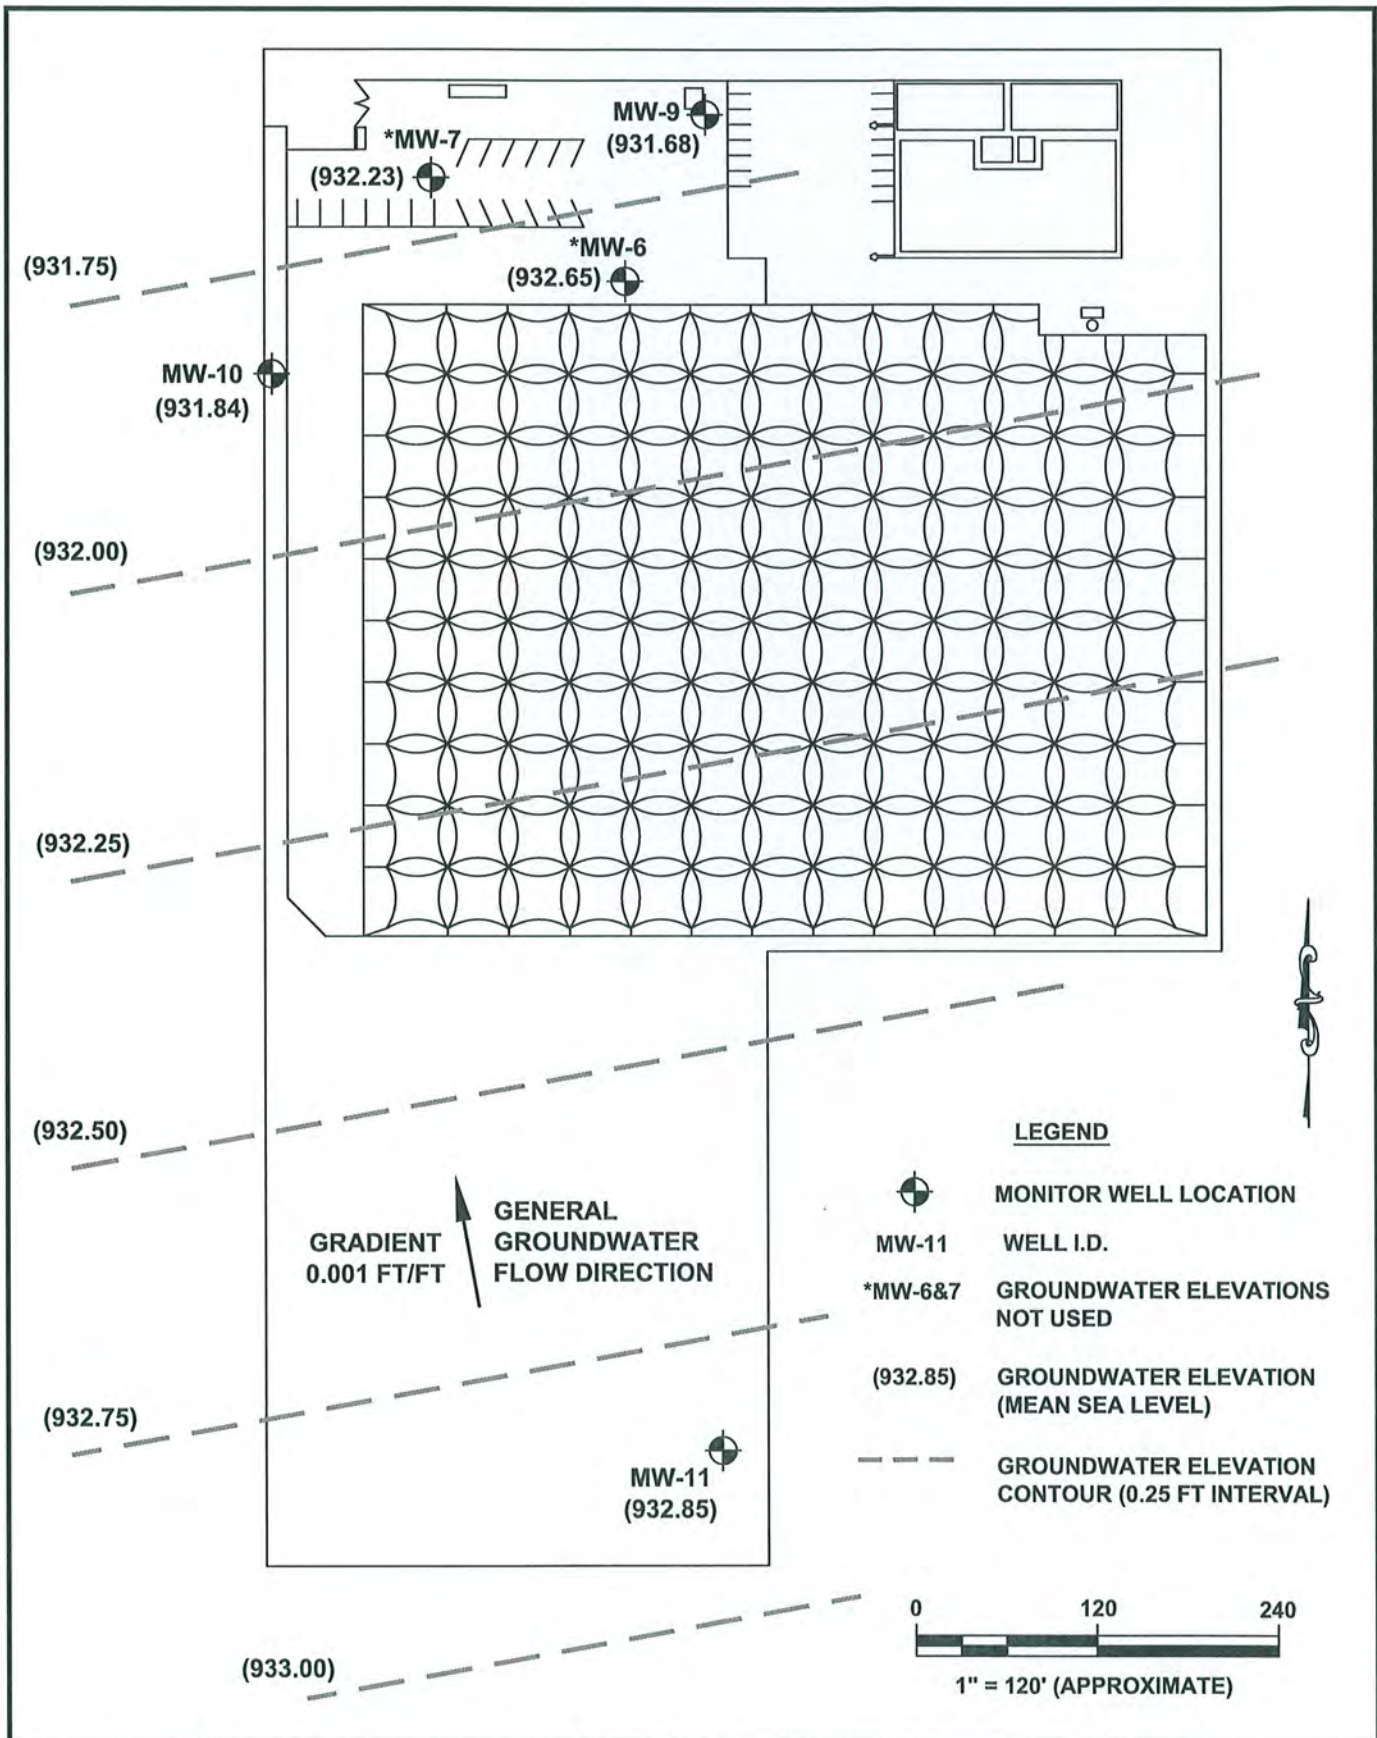 MW-9
(931.68)
*MW-7
(932.23)
*MW-6
(932.65)
(931.75)
MW-10
(931.84)
(932.00)
(932.25)
(932.50)
GRADIENT
0.001 FT/FT
GENERAL
GROUNDWATER
FLOW DIRECTION
(932.75)
MW-11
(932.85)
(933.00)
LEGEND
MONITOR WELL LOCATION
MW-11 WELL I.D.
*MW-6&7 GROUNDWATER ELEVATIONS
NOT USED
(932.85) GROUNDWATER ELEVATION
(MEAN SEA LEVEL)
GROUNDWATER ELEVATION
CONTOUR (0.25 FT INTERVAL)
0 120 240
1" = 120' (APPROXIMATE)